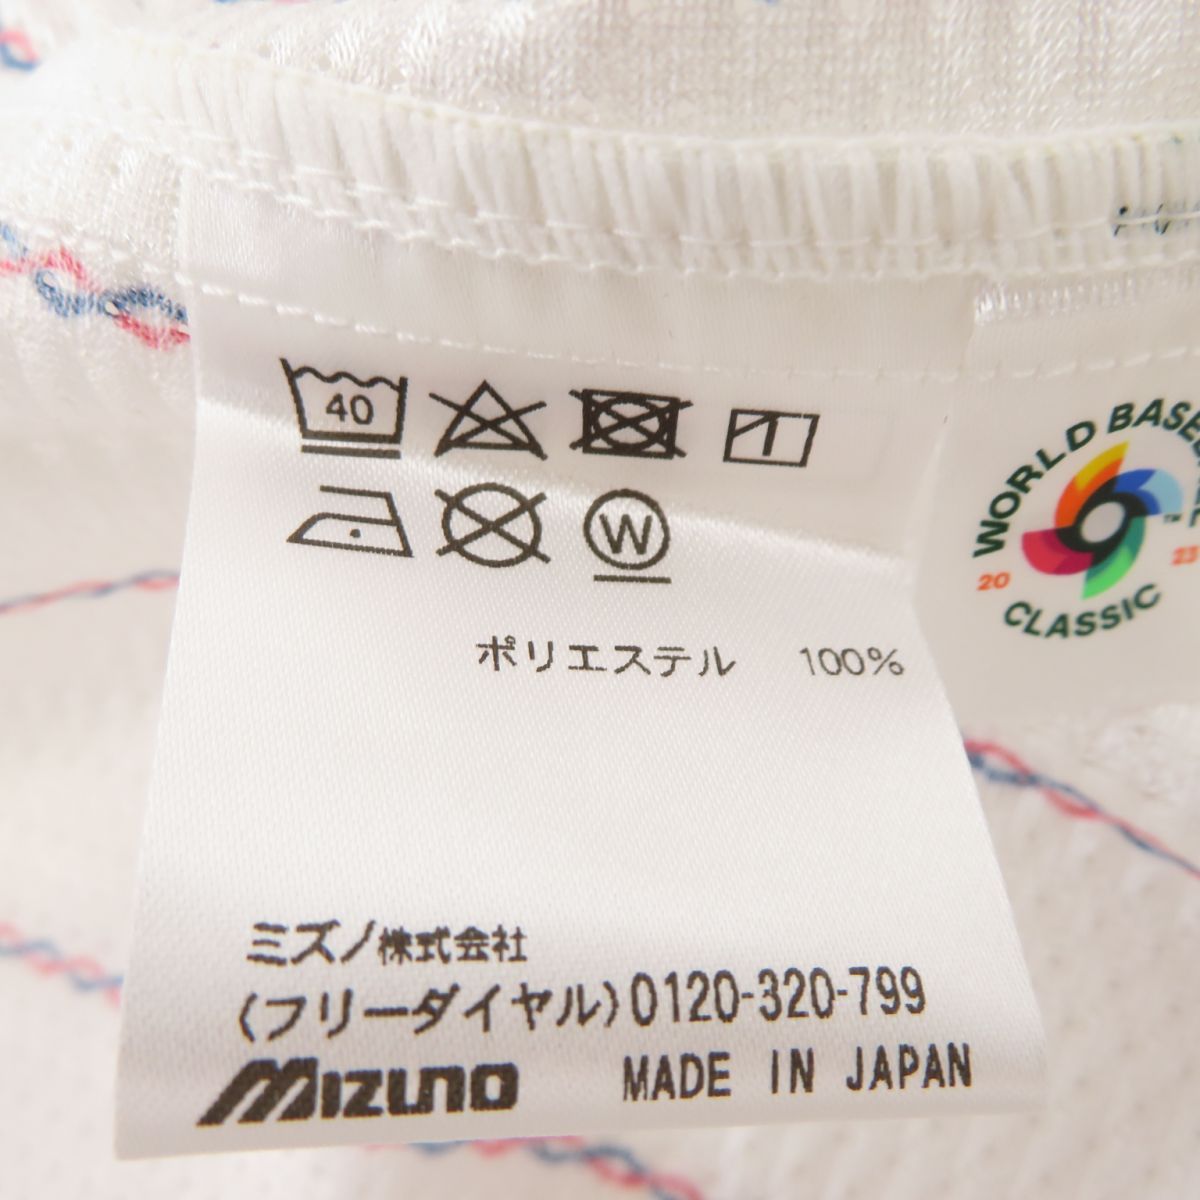 40
W
ポリエステル 100%
ミズノ株式会社
(フリーダイヤル)0120-320-799
MIZUNO MADE IN JAPAN
WORLD
20 23
CLASSIC
TM